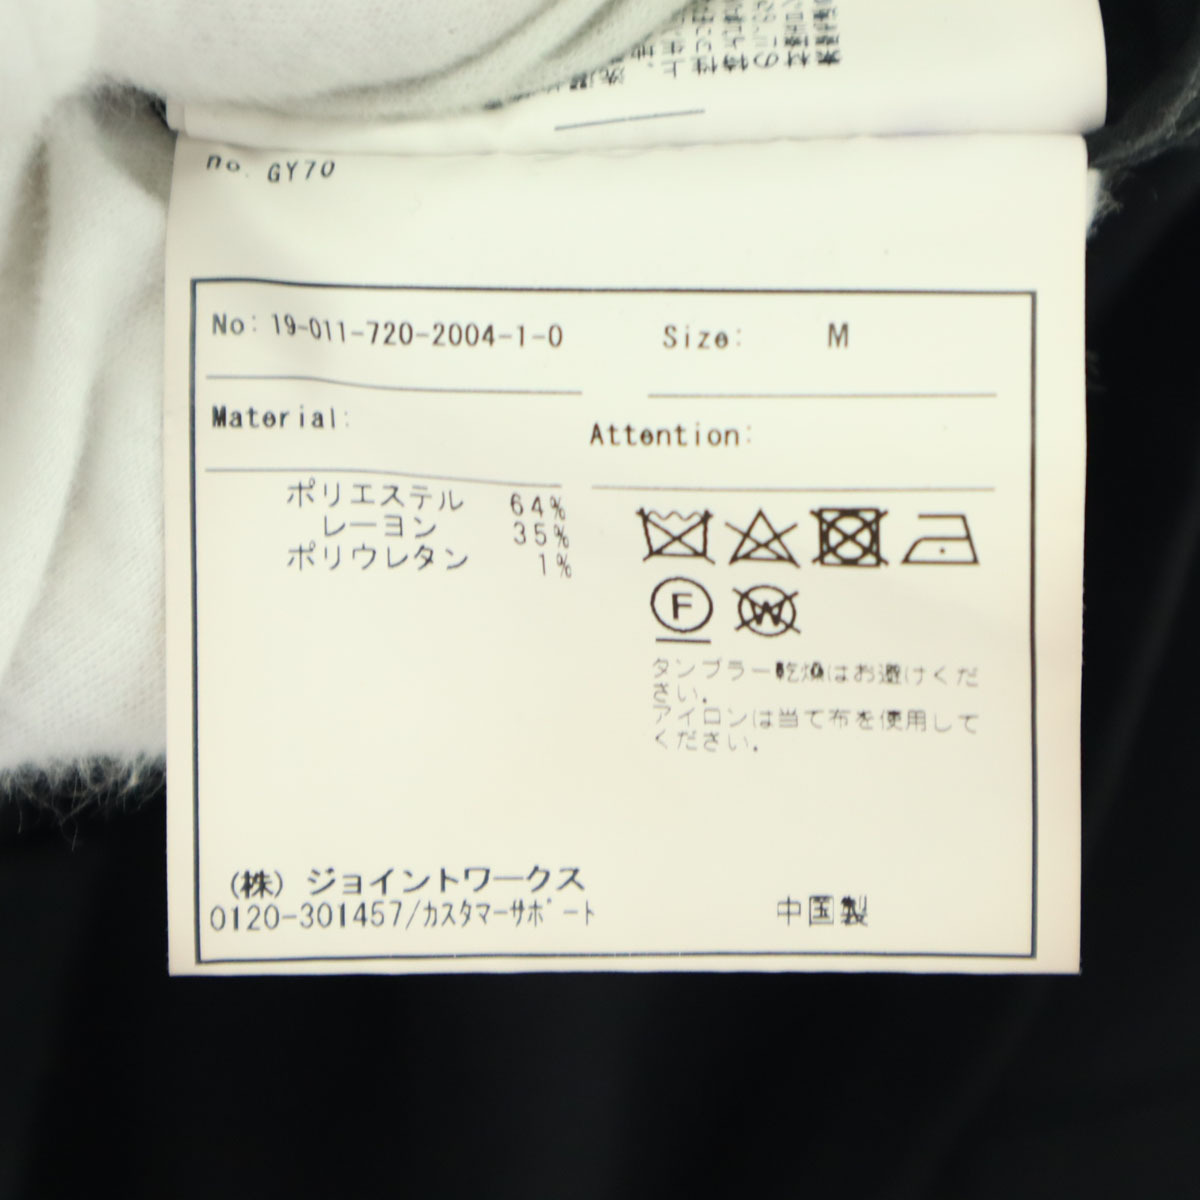 no. GY70
No: 19-011-720-2004-1-0
Size: M
Material:
Attention:
ポリエステル 64%
レーヨン 35%
ポリウレタン 1%
F
W
タンブラー乾燥はお避けくだ
さい.
アイロンは当て布を使用して
ください.
(株) ジョイントワークス
0120-301457/カスタマーサポート
中国製